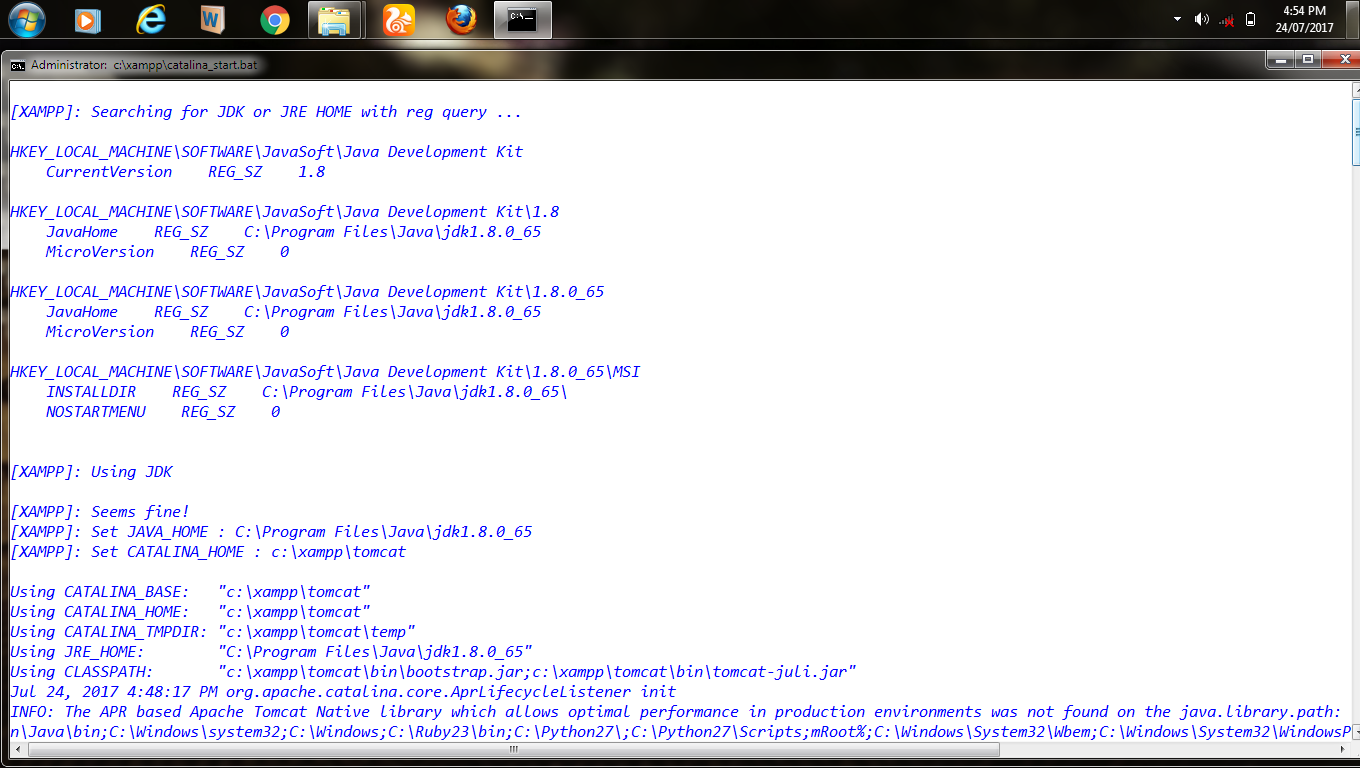 4:54 PM
24/07/2017
Administrator: c:\xampp\catalina_start.bat
[XAMPP]: Searching for JDK or JRE HOME with reg query ...
HKEY_LOCAL_MACHINE\SOFTWARE\JavaSoft\Java Development Kit
CurrentVersion    REG_SZ    1.8
HKEY_LOCAL_MACHINE\SOFTWARE\JavaSoft\Java Development Kit\1.8
JavaHome    REG_SZ    C:\Program Files\Java\jdk1.8.0_65
MicroVersion    REG_SZ    0
HKEY_LOCAL_MACHINE\SOFTWARE\JavaSoft\Java Development Kit\1.8.0_65
JavaHome    REG_SZ    C:\Program Files\Java\jdk1.8.0_65
MicroVersion    REG_SZ    0
HKEY_LOCAL_MACHINE\SOFTWARE\JavaSoft\Java Development Kit\1.8.0_65\MSI
INSTALLDIR    REG_SZ    C:\Program Files\Java\jdk1.8.0_65\
NOSTARTMENU    REG_SZ    0
[XAMPP]: Using JDK
[XAMPP]: Seems fine!
[XAMPP]: Set JAVA_HOME : C:\Program Files\Java\jdk1.8.0_65
[XAMPP]: Set CATALINA_HOME : c:\xampp\tomcat
Using CATALINA_BASE:   "c:\xampp\tomcat"
Using CATALINA_HOME:   "c:\xampp\tomcat"
Using CATALINA_TMPDIR: "c:\xampp\tomcat\temp"
Using JRE_HOME:        "C:\Program Files\Java\jdk1.8.0_65"
Using CLASSPATH:       "c:\xampp\tomcat\bin\bootstrap.jar;c:\xampp\tomcat\bin\tomcat-juli.jar"
Jul 24, 2017 4:48:17 PM org.apache.catalina.core.AprLifecycleListener init
INFO: The APR based Apache Tomcat Native library which allows optimal performance in production environments was not found on the java.library.path:
n\Java\bin;C:\Windows\system32;C:\Windows;C:\Ruby23\bin;C:\Python27\;C:\Python27\Scripts;mRoot%;C:\Windows\System32\Wbem;C:\Windows\System32\WindowsP